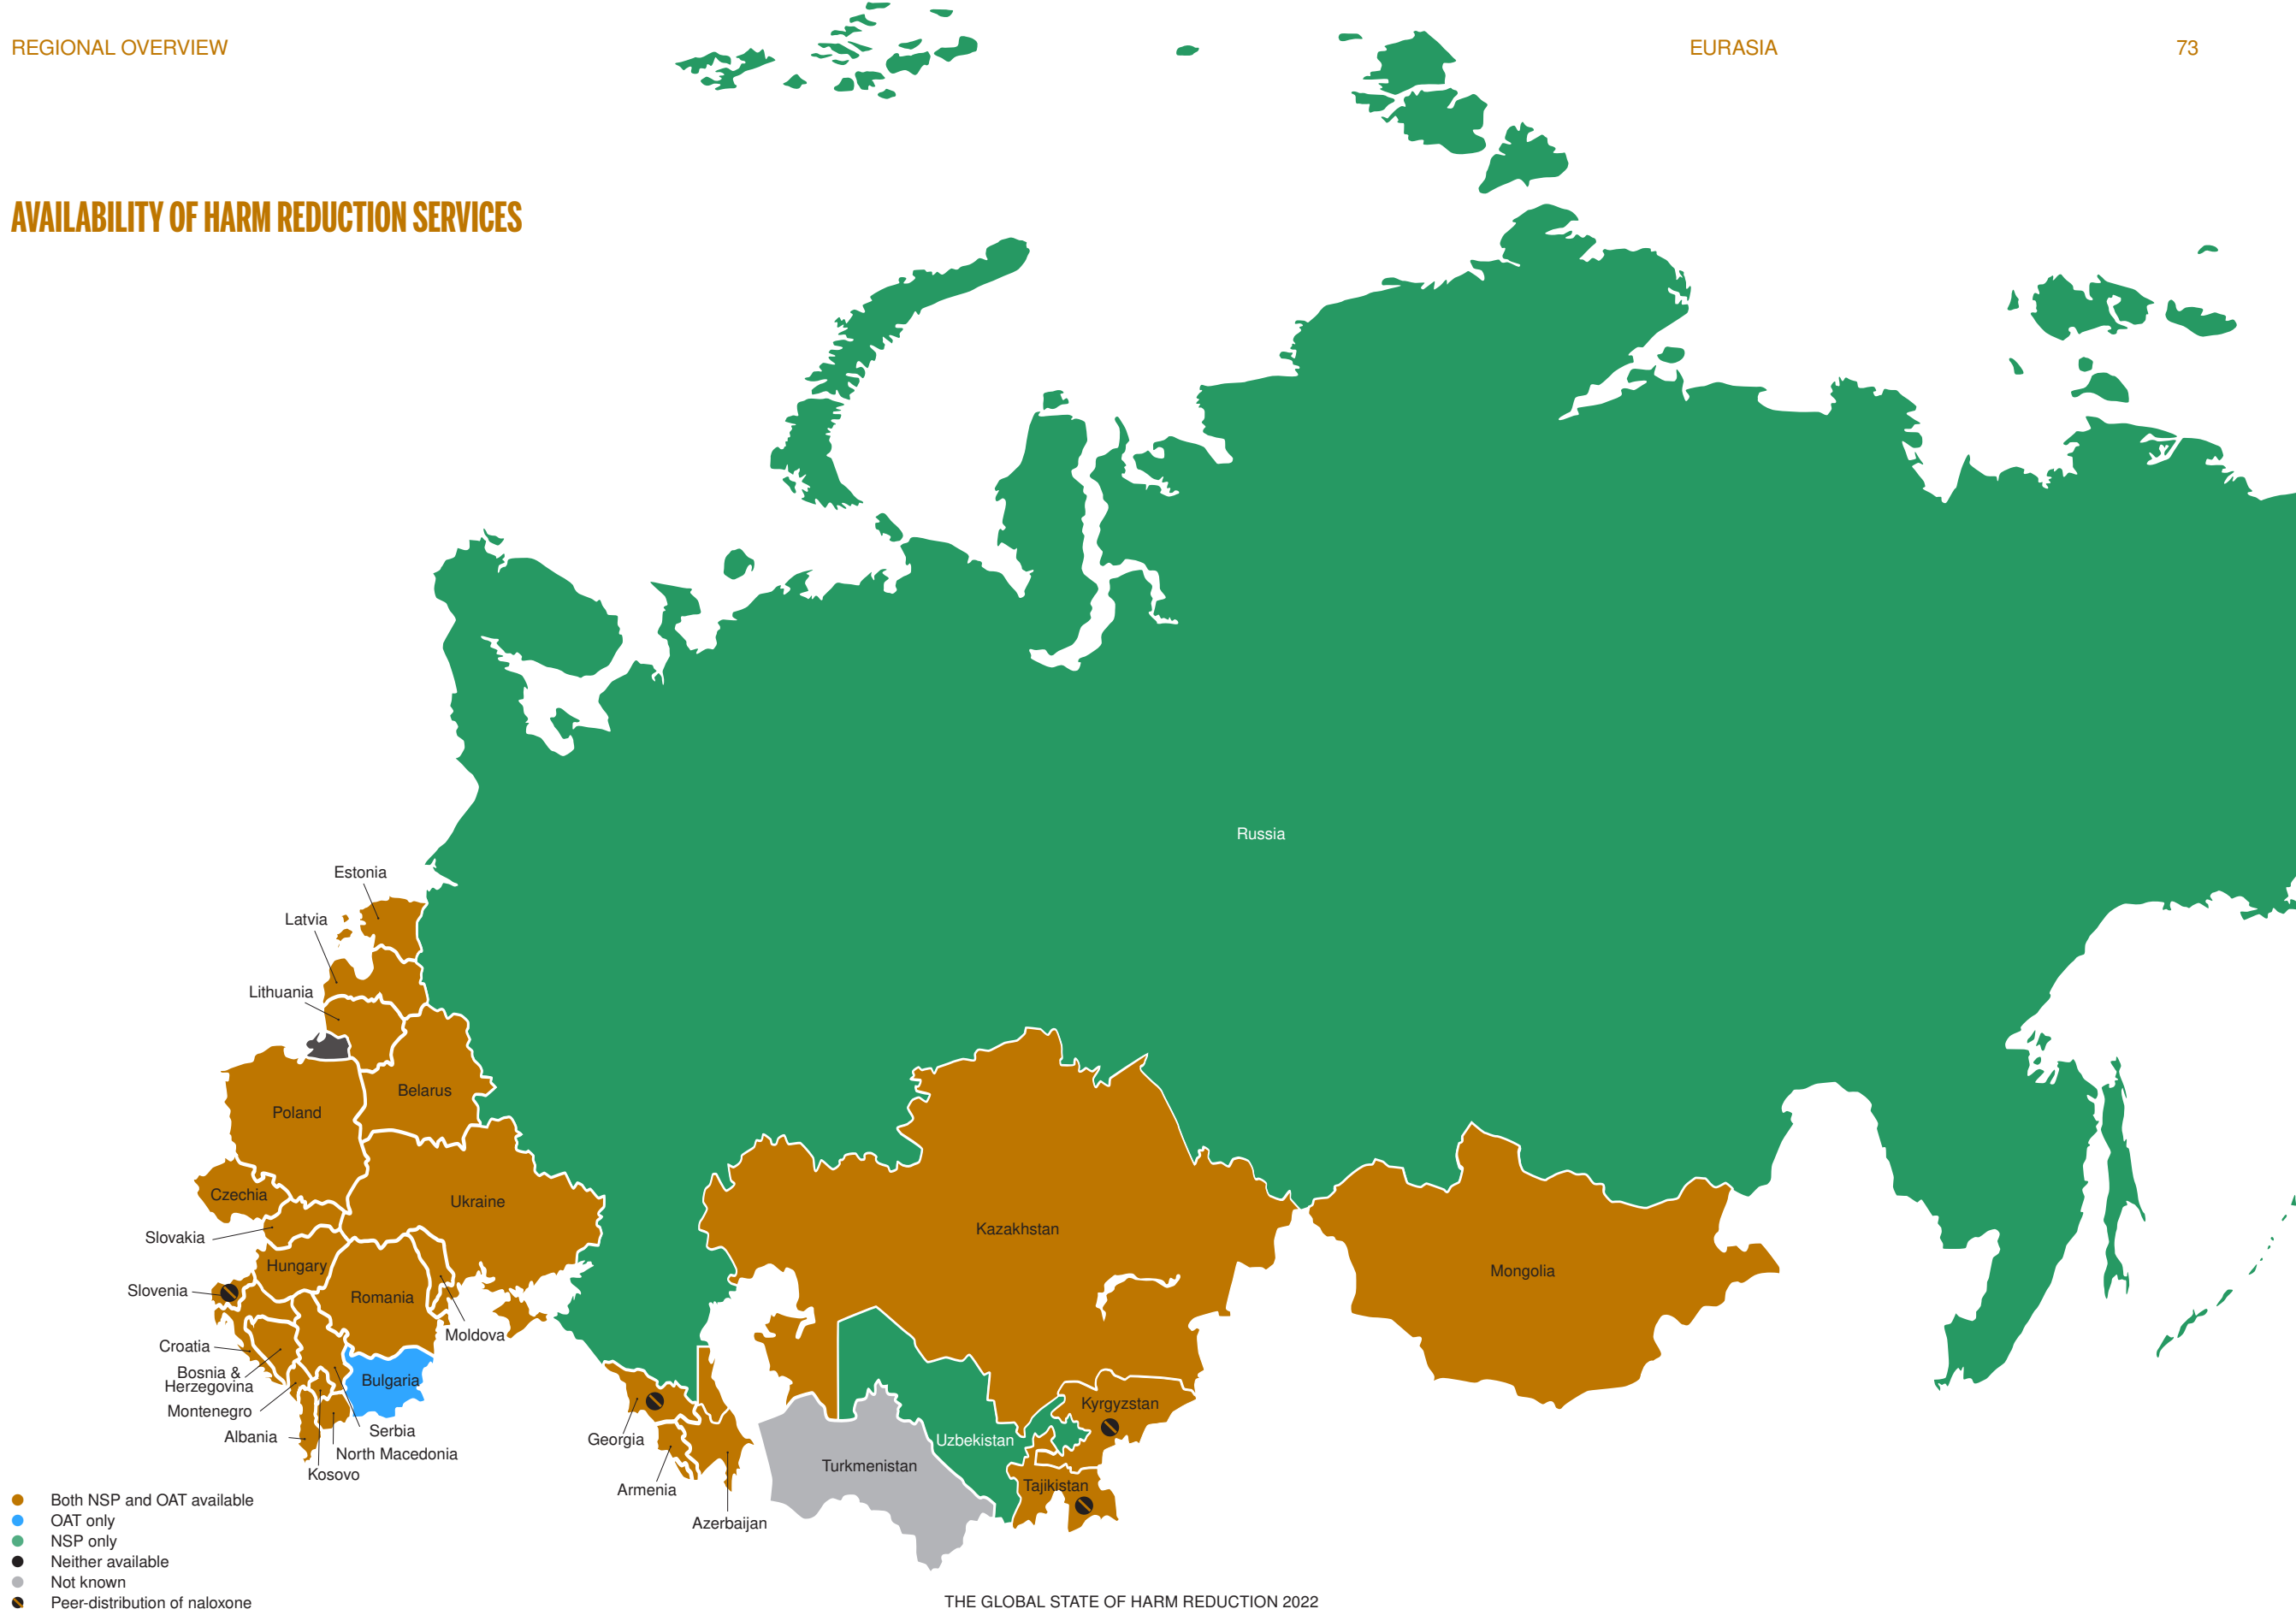 REGIONAL OVERVIEW
EURASIA
73
AVAILABILITY OF HARM REDUCTION SERVICES
Russia
Estonia
Latvia
Lithuania
Belarus
Poland
Czechia
Ukraine
Slovakia
Kazakhstan
Hungary
Mongolia
Slovenia
Romania
Moldova
Croatia
Bosnia &
Herzegovina
Bulgaria
Montenegro
Kyrgyzstan
Albania
Serbia
Georgia
Uzbekistan
North Macedonia
Turkmenistan
Kosovo
Tajikistan
Armenia
Azerbaijan
Both NSP and OAT available
OAT only
NSP only
Neither available
Not known
Peer-distribution of naloxone
THE GLOBAL STATE OF HARM REDUCTION 2022